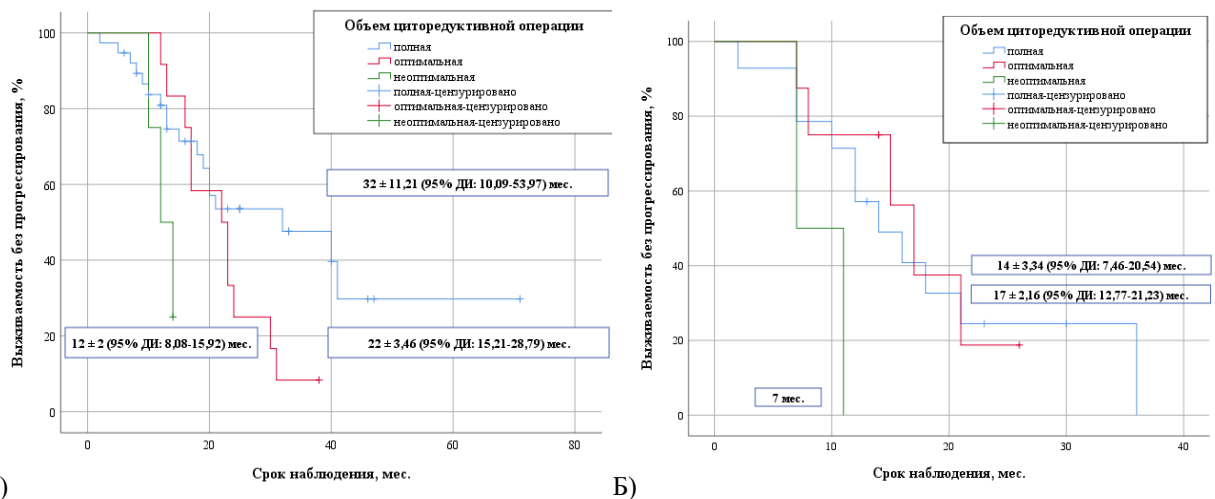 Объем циторедуктивной операции
полная
оптимальная
неоптимальная
полная-цензурировано
оптимальная-цензурировано
неоптимальная-цензурировано
Выживаемость без прогрессирования, %
100
80
60
40
20
0
32 ± 11,21 (95% ДИ: 10,09-53,97) мес.
12 ± 2 (95% ДИ: 8,08-15,92) мес.
22 ± 3,46 (95% ДИ: 15,21-28,79) мес.
0 20 40 60 80
Срок наблюдения, мес.
)
Б)
Объем циторедуктивной операции
полная
оптимальная
неоптимальная
полная-цензурировано
оптимальная-цензурировано
неоптимальная-цензурировано
Выживаемость без прогрессирования, %
100
80
60
40
20
0
14 ± 3,34 (95% ДИ: 7,46-20,54) мес.
17 ± 2,16 (95% ДИ: 12,77-21,23) мес.
7 мес.
0 10 20 30 40
Срок наблюдения, мес.